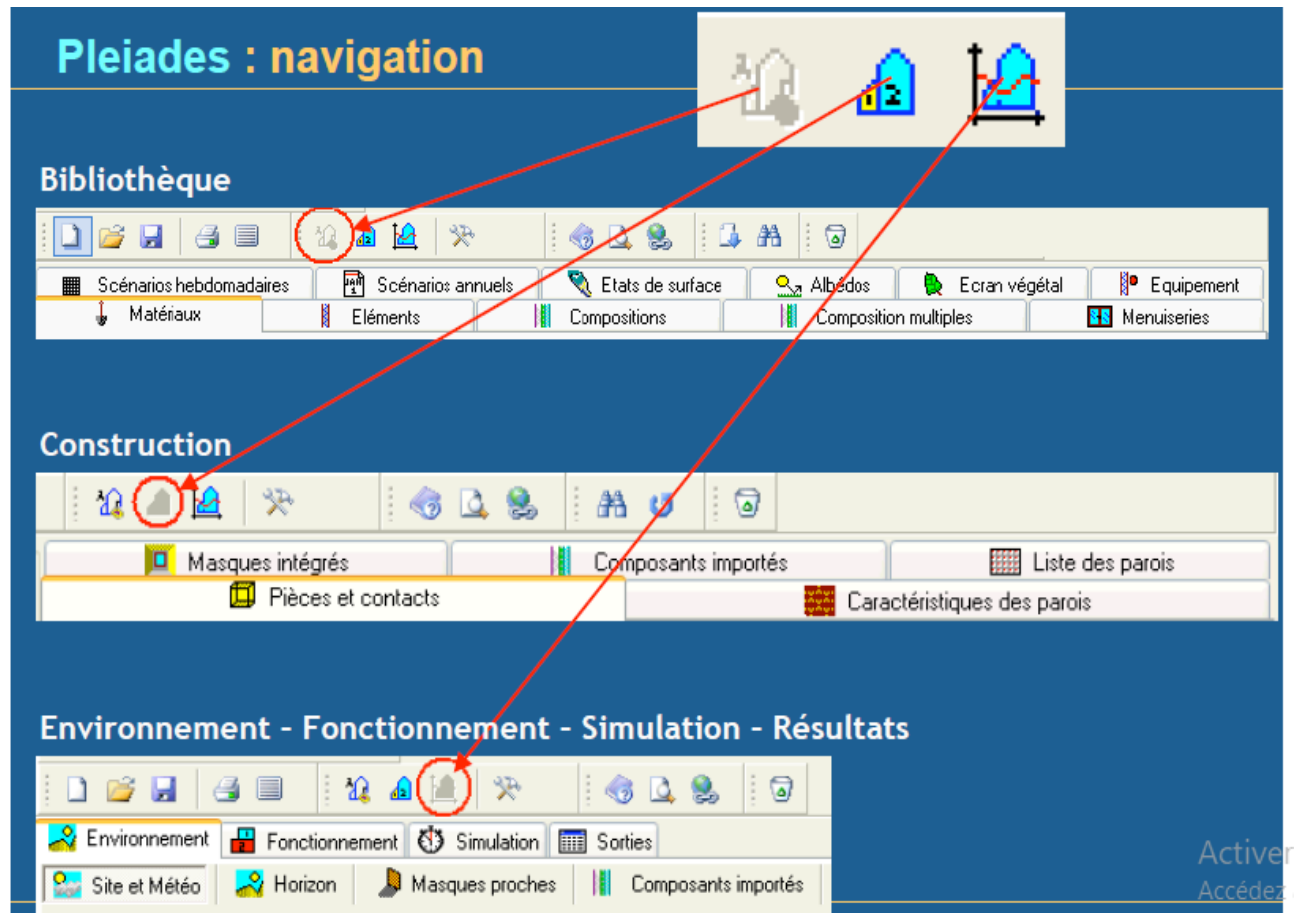 Pleiades : navigation
Bibliothèque
Scénarios hebdomadaires Scénarios annuels Etats de surface Albédos Ecran végétal Equipement
Matériaux Eléments Compositions Composition multiples Menuiseries
Construction
Masques intégrés Composants importés Liste des parois
Pièces et contacts Caractéristiques des parois
Environnement - Fonctionnement - Simulation - Résultats
Environnement Fonctionnement Simulation Sorties
Site et Météo Horizon Masques proches Composants importés
Activer
Accédez